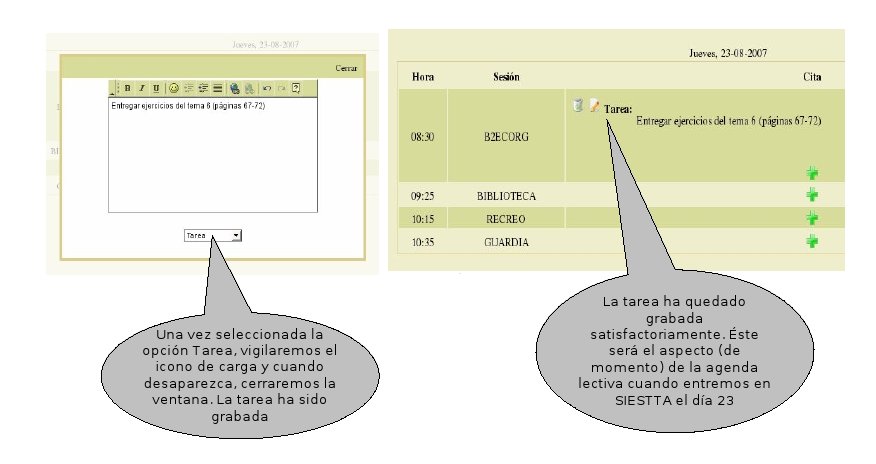 Jueves, 23-08-2007
Cerrar
B I U
Entregar ejercicios del tema 6 (páginas 67-72)
Tarea
Una vez seleccionada la
opción Tarea, vigilaremos el
icono de carga y cuando
desaparezca, cerraremos la
ventana. La tarea ha sido
grabada
Jueves, 23-08-2007
Hora Sesión Cita
08:30 B2ECORG Tarea:
Entregar ejercicios del tema 6 (páginas 67-72)
09:25 BIBLIOTECA
10:15 RECREO
10:35 GUARDIA
La tarea ha quedado
grabada
satisfactoriamente. Éste
será el aspecto (de
momento) de la agenda
lectiva cuando entremos en
SIESTTA el día 23